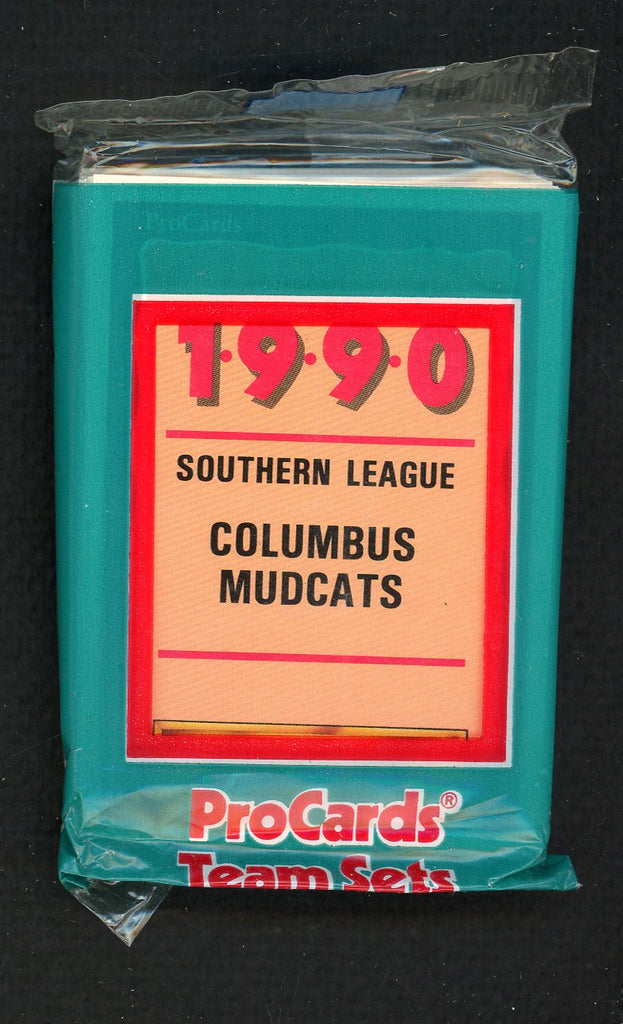 ProCards
1·9·9·0
SOUTHERN LEAGUE
COLUMBUS
MUDCATS
ProCards®
Team Sets